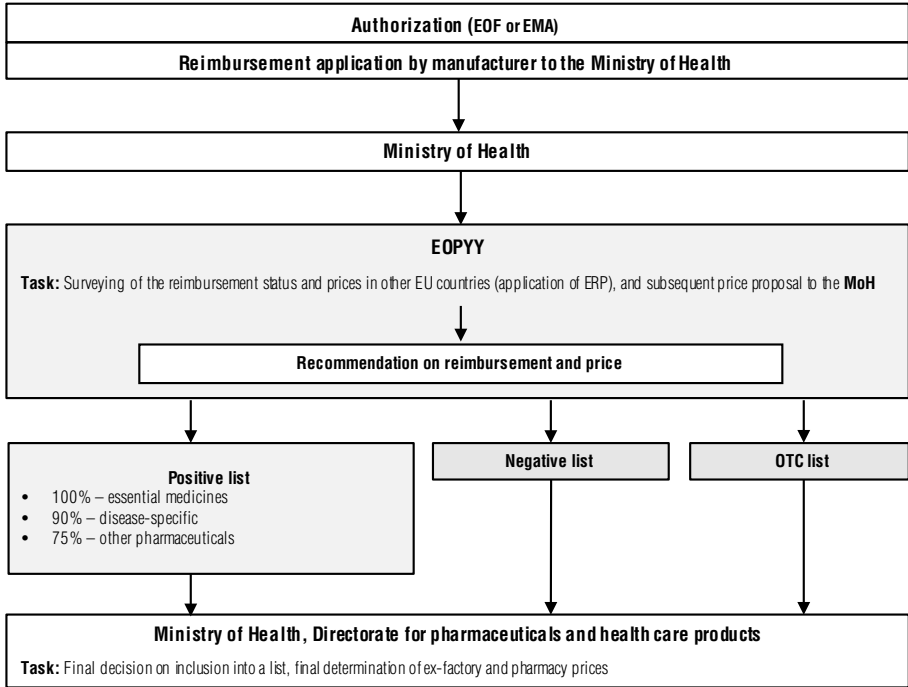 Authorization (EOF or EMA)
Reimbursement application by manufacturer to the Ministry of Health
Ministry of Health
EOPYY
Task: Surveying of the reimbursement status and prices in other EU countries (application of ERP), and subsequent price proposal to the MoH
Recommendation on reimbursement and price
Positive list
• 100% – essential medicines
• 90% – disease-specific
• 75% – other pharmaceuticals
Negative list
OTC list
Ministry of Health, Directorate for pharmaceuticals and health care products
Task: Final decision on inclusion into a list, final determination of ex-factory and pharmacy prices